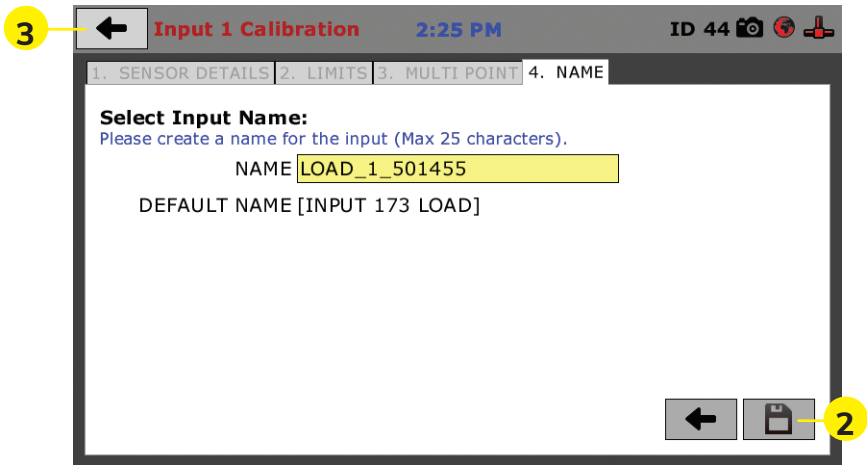 3
Input 1 Calibration 2:25 PM ID 44
1. SENSOR DETAILS 2. LIMITS 3. MULTI POINT 4. NAME
Select Input Name:
Please create a name for the input (Max 25 characters).
NAME LOAD_1_501455
DEFAULT NAME [INPUT 173 LOAD]
2